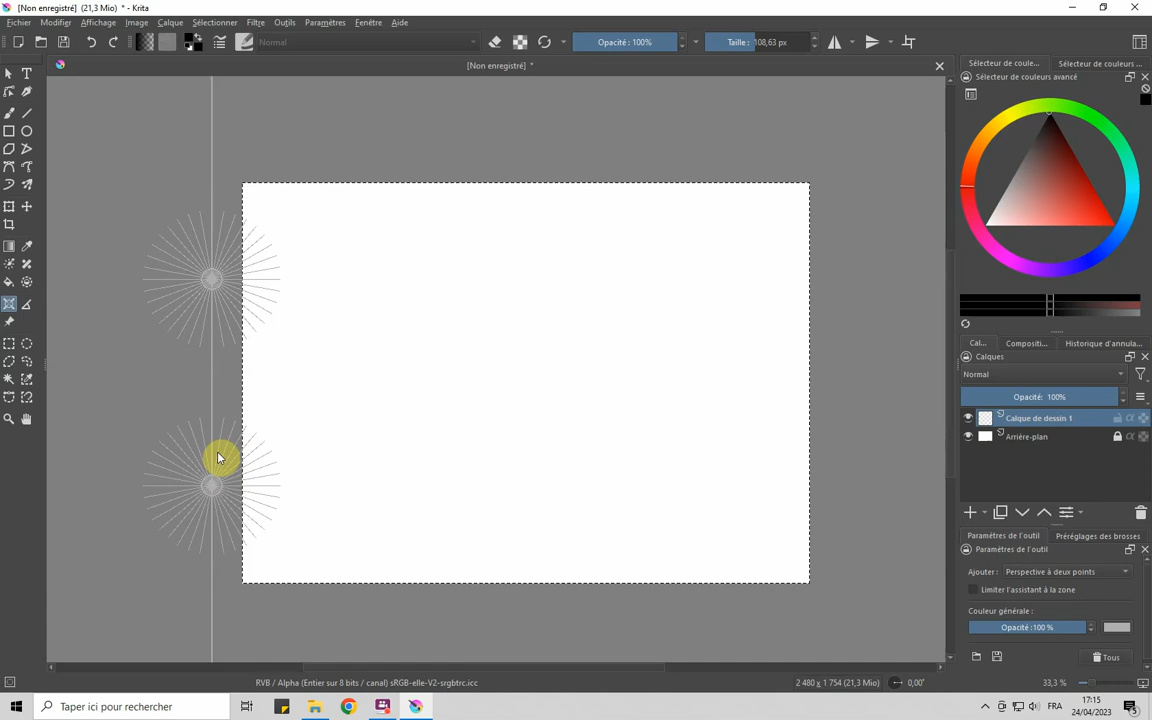 [Non enregistré] (21,3 Mio) * - Krita
Fichier Modifier Affichage Image Calque Sélectionner Filtre Outils Paramètres Fenêtre Aide
Normal Opacité : 100% Taille : 108,63 px
[Non enregistré] *
Sélecteur de coule... Sélecteur de couleurs ...
Sélecteur de couleurs avancé
Cal... Compositi... Historique d'annula...
Calques
Normal
Opacité: 100%
Calque de dessin 1
Arrière-plan
Paramètres de l'outil Préréglages des brosses
Paramètres de l'outil
Ajouter : Perspective à deux points
Limiter l'assistant à la zone
Couleur générale :
Opacité :100 %
Tous
RVB / Alpha (Entier sur 8 bits / canal) sRGB-elle-V2-srgbtrc.icc 2 480 x 1 754 (21,3 Mio) 0,00° 33,3 %
Taper ici pour rechercher FRA 17:15
24/04/2023 5